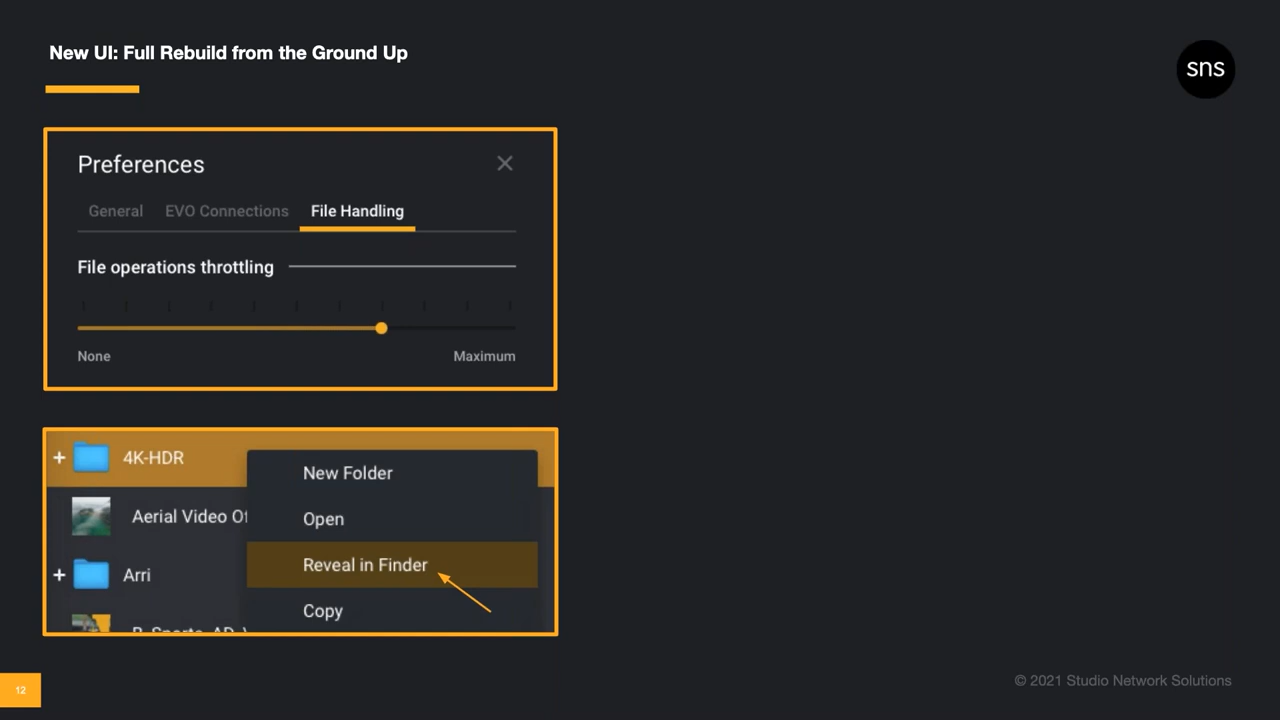 New UI: Full Rebuild from the Ground Up
sns
Preferences
General EVO Connections File Handling
File operations throttling
None Maximum
4K-HDR
New Folder
Aerial Video Of
Open
Reveal in Finder
Arri
Copy
12
© 2021 Studio Network Solutions